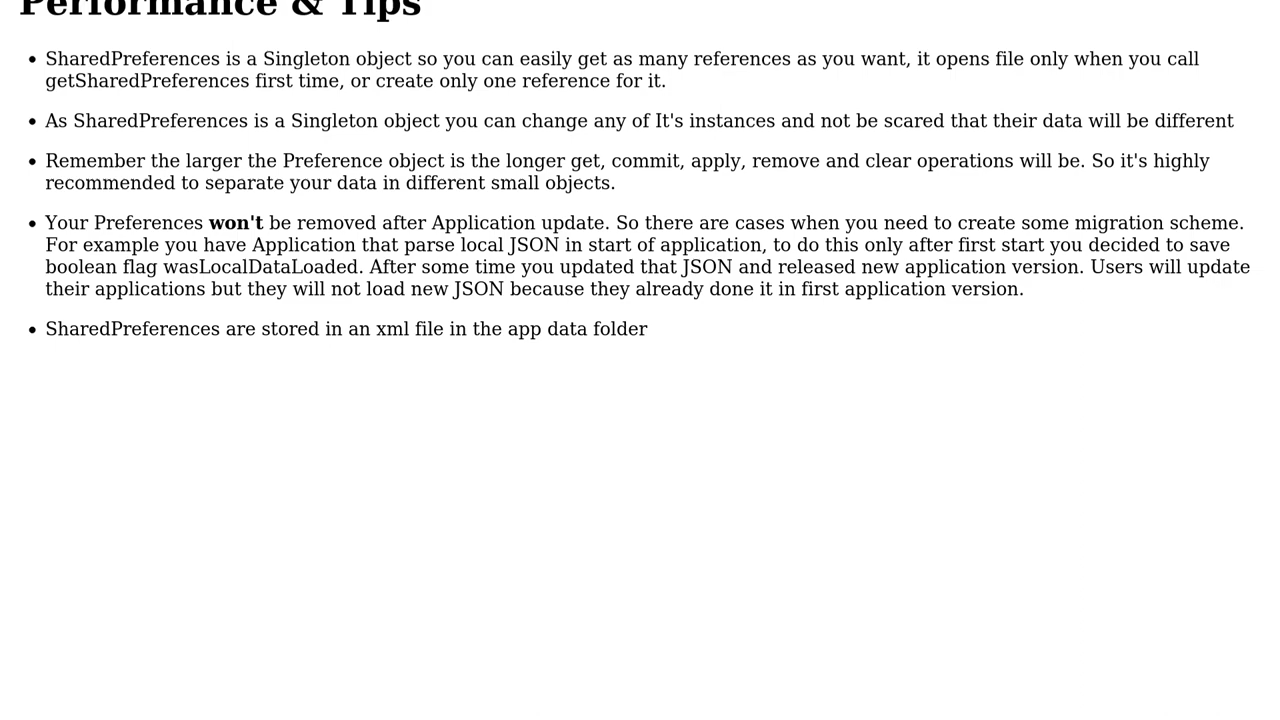 Performance & Tips
• SharedPreferences is a Singleton object so you can easily get as many references as you want, it opens file only when you call
getSharedPreferences first time, or create only one reference for it.
• As SharedPreferences is a Singleton object you can change any of It's instances and not be scared that their data will be different
• Remember the larger the Preference object is the longer get, commit, apply, remove and clear operations will be. So it's highly
recommended to separate your data in different small objects.
• Your Preferences won't be removed after Application update. So there are cases when you need to create some migration scheme.
For example you have Application that parse local JSON in start of application, to do this only after first start you decided to save
boolean flag wasLocalDataLoaded. After some time you updated that JSON and released new application version. Users will update
their applications but they will not load new JSON because they already done it in first application version.
• SharedPreferences are stored in an xml file in the app data folder